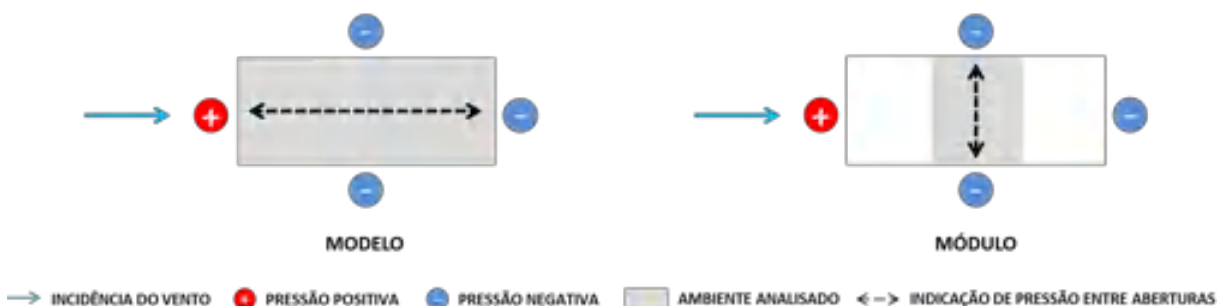 + - - - + - - -
MODELO MÓDULO
INCIDÊNCIA DO VENTO + PRESSÃO POSITIVA - PRESSÃO NEGATIVA AMBIENTE ANALISADO INDICAÇÃO DE PRESSÃO ENTRE ABERTURAS